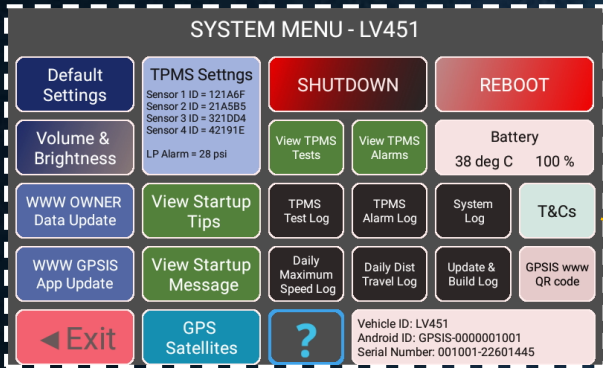 SYSTEM MENU - LV451
Default
Settings
TPMS Settngs
Sensor 1 ID = 121A6F
Sensor 2 ID = 21A5B5
Sensor 3 ID = 321DD4
Sensor 4 ID = 42191E
LP Alarm = 28 psi
SHUTDOWN
REBOOT
Volume &
Brightness
View TPMS
Tests
View TPMS
Alarms
Battery
38 deg C 100 %
WWW OWNER
Data Update
View Startup
Tips
TPMS
Test Log
TPMS
Alarm Log
System
Log
T&Cs
WWW GPSIS
App Update
View Startup
Message
Daily
Maximum
Speed Log
Daily Dist
Travel Log
Update &
Build Log
GPSIS www
QR code
◄Exit
GPS
Satellites
?
Vehicle ID: LV451
Android ID: GPSIS-0000001001
Serial Number: 001001-22601445